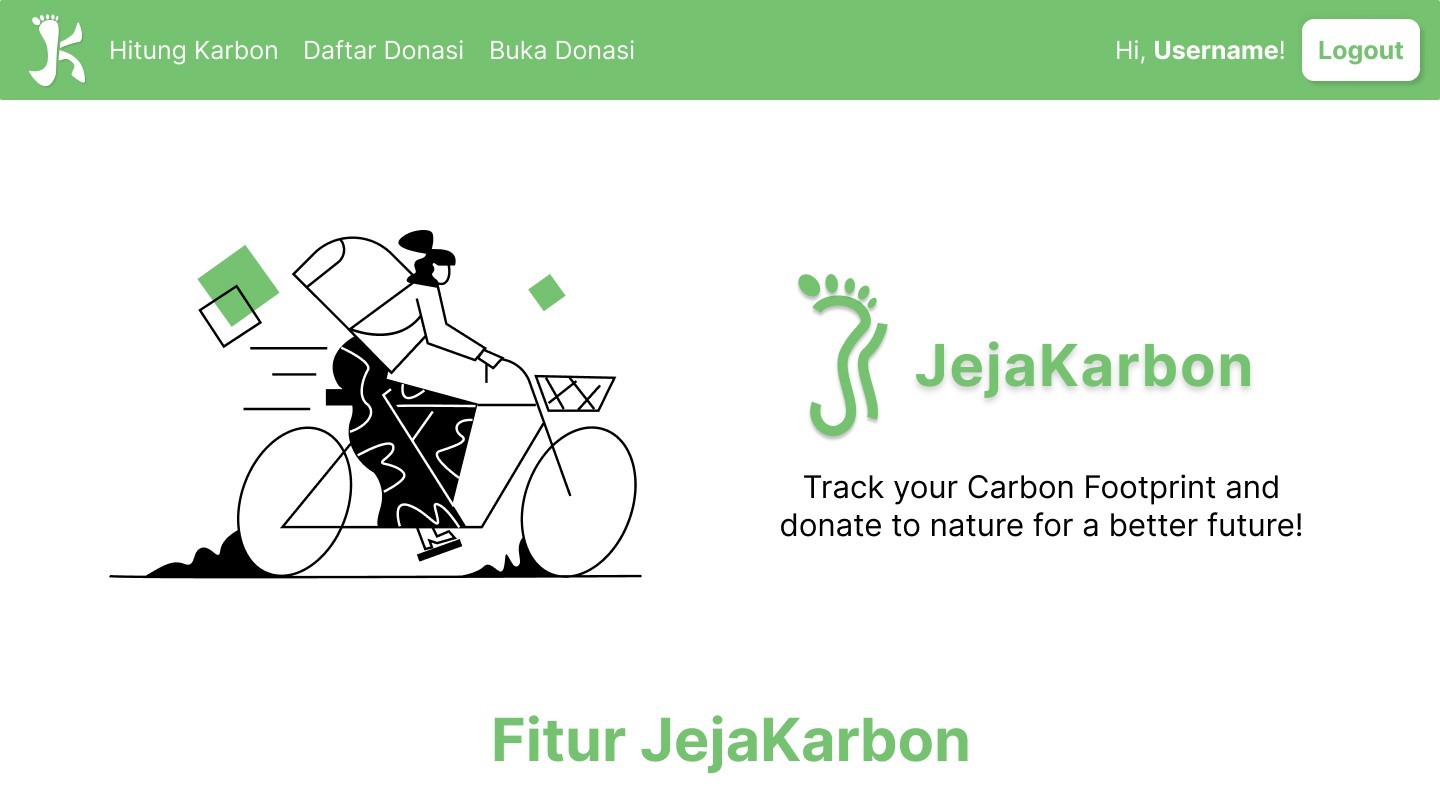 Hitung Karbon Daftar Donasi Buka Donasi Hi, Username! Logout
JejaKarbon
Track your Carbon Footprint and
donate to nature for a better future!
Fitur JejaKarbon